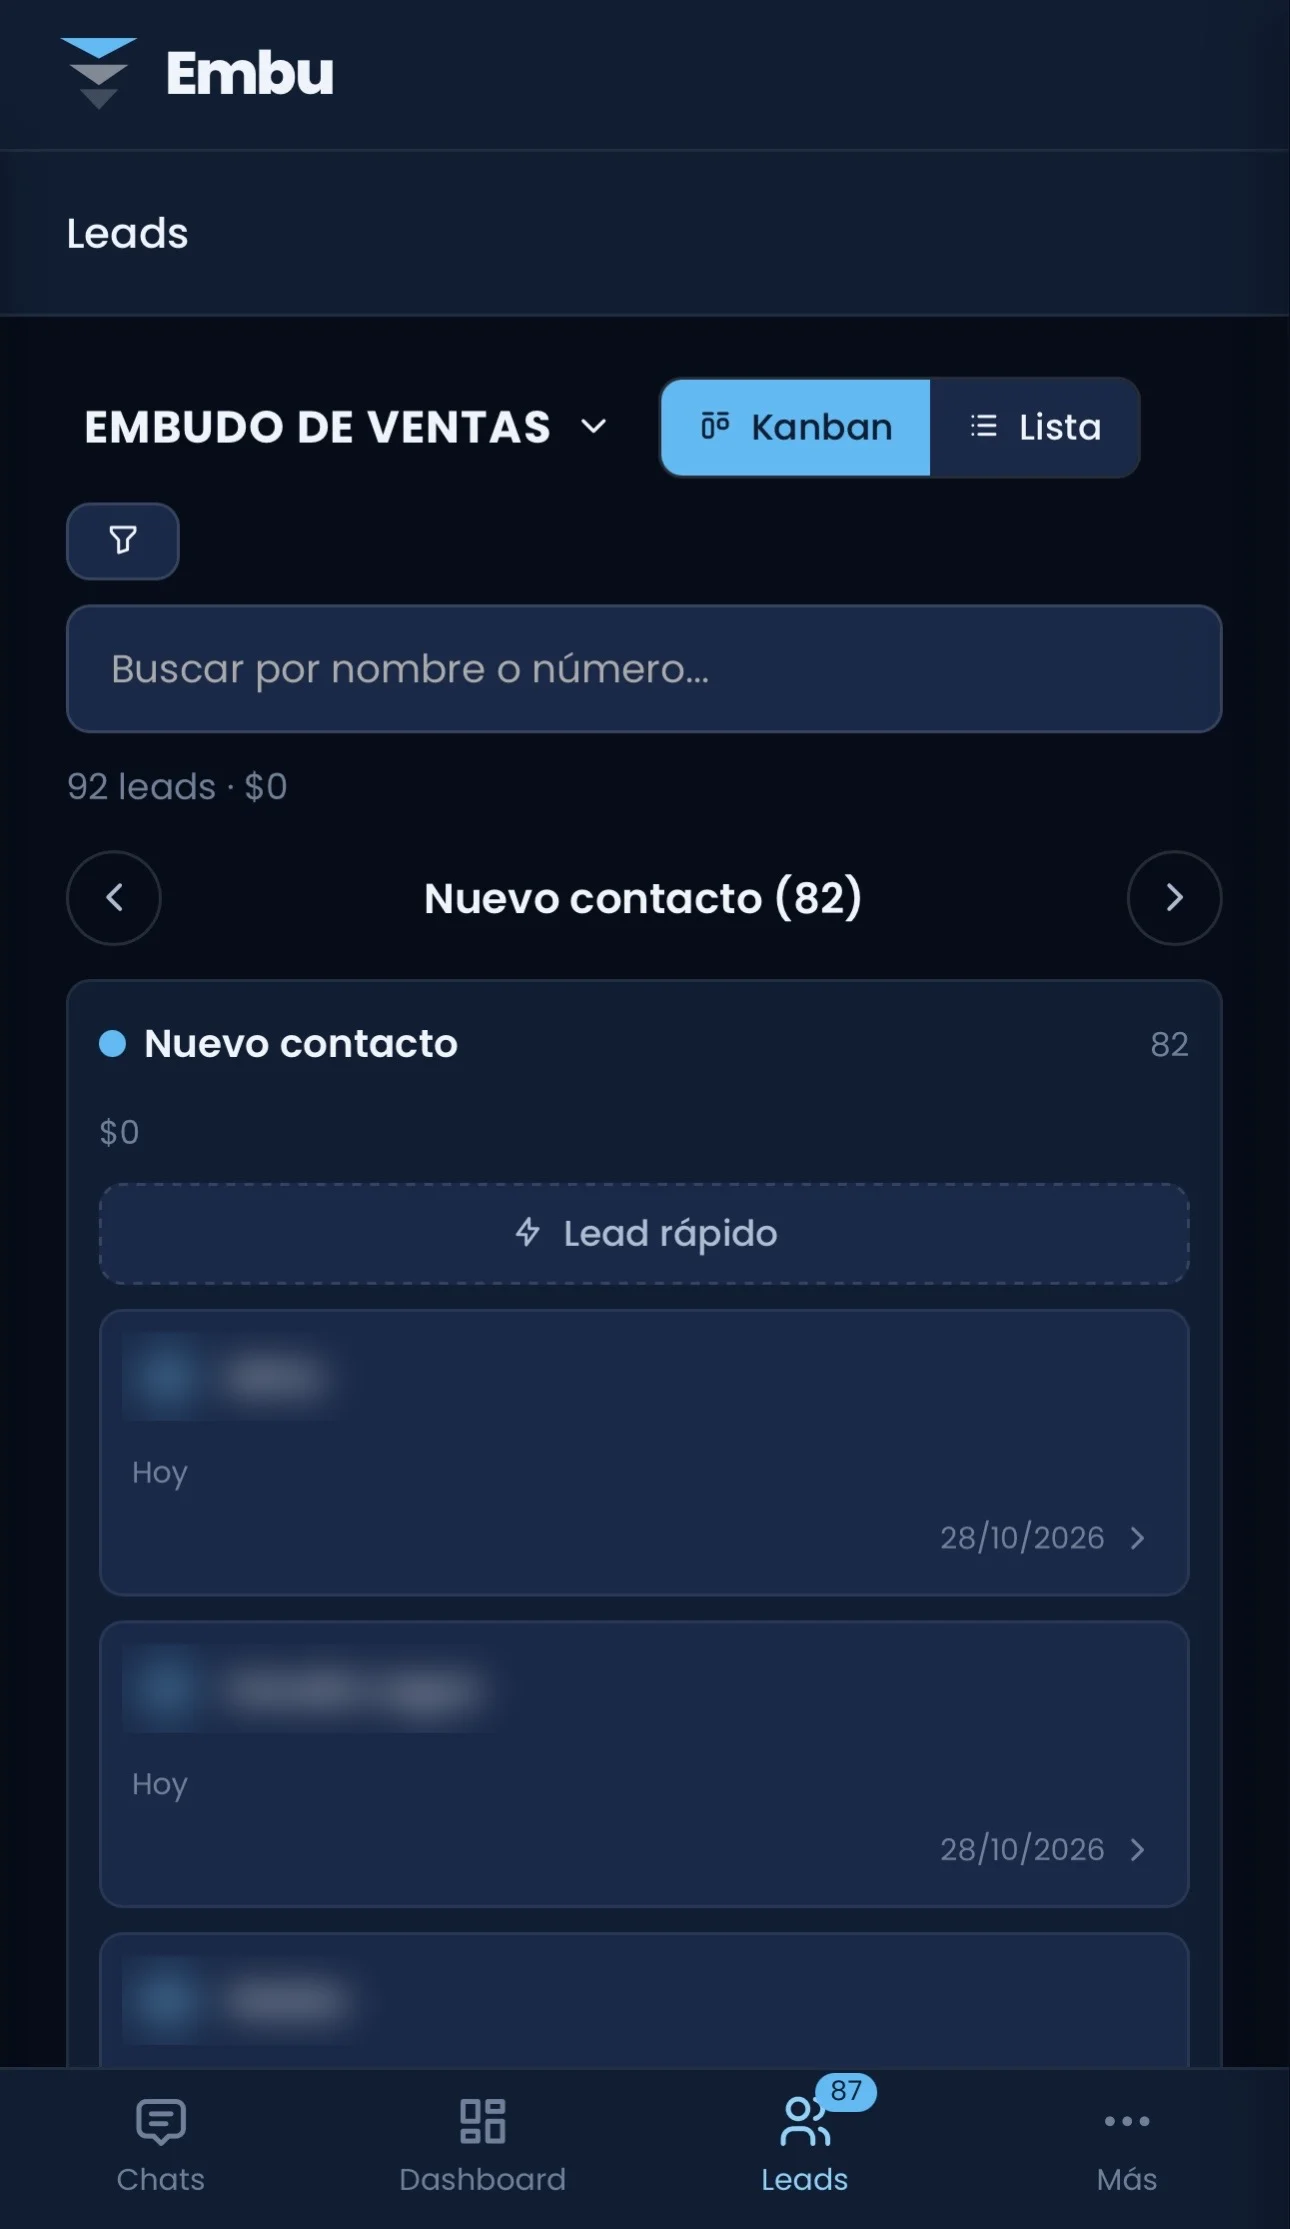 Embu
Leads
EMBUDO DE VENTAS
Kanban
Lista
Buscar por nombre o número...
92 leads · $0
Nuevo contacto (82)
Nuevo contacto
82
$0
Lead rápido
Hoy
28/10/2026
Hoy
28/10/2026
87
Chats
Dashboard
Leads
Más